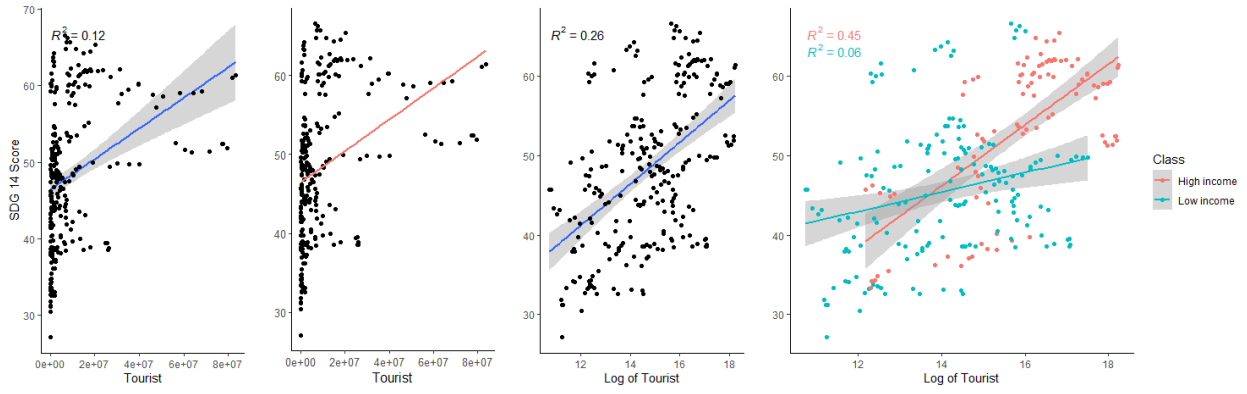 SDG 14 Score
70
60
50
40
30
R² = 0.12
0e+00 2e+07 4e+07 6e+07 8e+07
Tourist
60
50
40
30
0e+00 2e+07 4e+07 6e+07 8e+07
Tourist
60
50
40
30
R² = 0.26
12 14 16 18
Log of Tourist
60
50
40
30
R² = 0.45
R² = 0.06
12 14 16 18
Log of Tourist
Class
High income
Low income